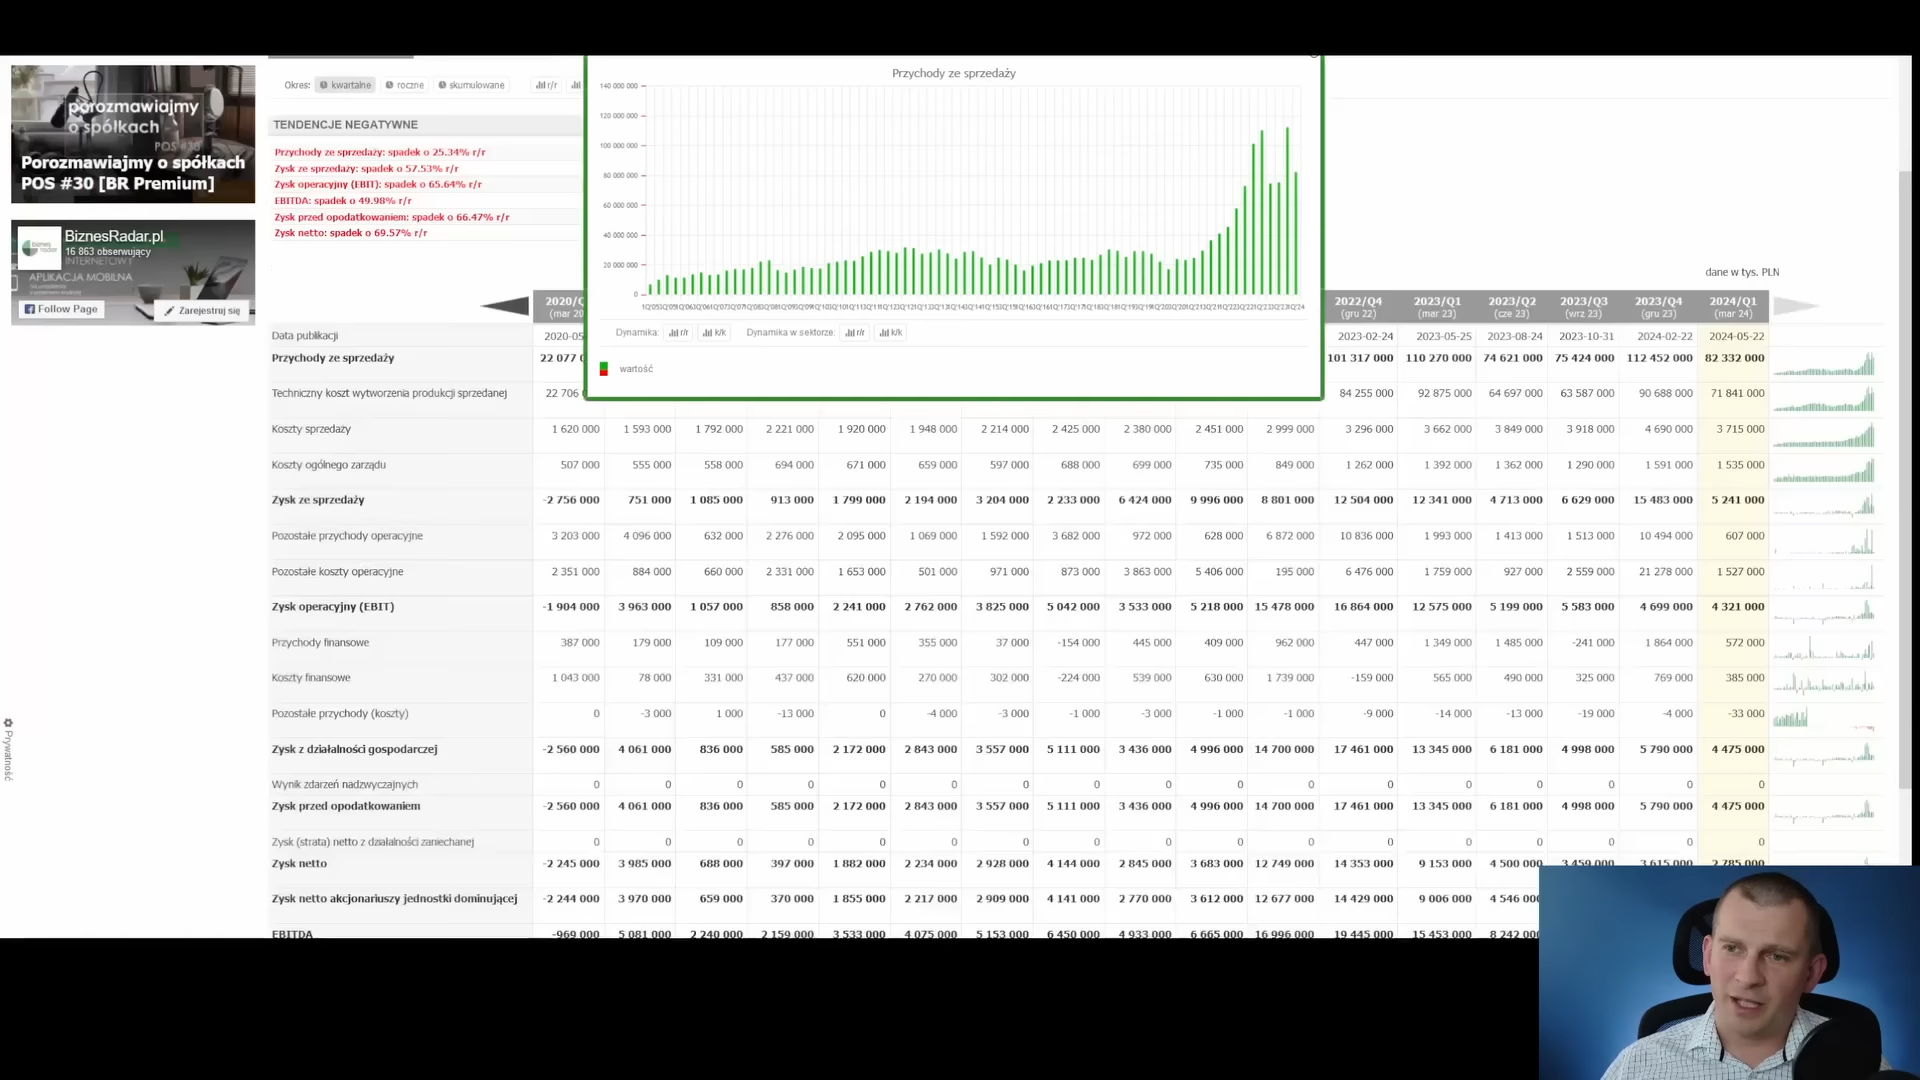 porozmawiajmy
o spółkach
POS #30
Porozmawiajmy o spółkach
POS #30 [BR Premium]
BiznesRadar.pl
16 863 obserwujący
INTERNETOWY
APLIKACJA MOBILNA
Follow Page
Zarejestruj się
Prywatność
Okres: kwartalne roczne skumulowane r/r
TENDENCJE NEGATYWNE
Przychody ze sprzedaży: spadek o 25.34% r/r
Zysk ze sprzedaży: spadek o 57.53% r/r
Zysk operacyjny (EBIT): spadek o 65.64% r/r
EBITDA: spadek o 49.98% r/r
Zysk przed opodatkowaniem: spadek o 66.47% r/r
Zysk netto: spadek o 69.57% r/r
Przychody ze sprzedaży
140 000 000
120 000 000
100 000 000
80 000 000
60 000 000
40 000 000
20 000 000
0
Dynamika: r/r k/k Dynamika w sektorze: r/r k/k
wartość
dane w tys. PLN
2020/Q 2022/Q4 2023/Q1 2023/Q2 2023/Q3 2023/Q4 2024/Q1
(mar 20 (gru 22) (mar 23) (cze 23) (wrz 23) (gru 23) (mar 24)
Data publikacji 2020-05 2023-02-24 2023-05-25 2023-08-24 2023-10-31 2024-02-22 2024-05-22
Przychody ze sprzedaży 22 077 0 101 317 000 110 270 000 74 621 000 75 424 000 112 452 000 82 332 000
Techniczny koszt wytworzenia produkcji sprzedanej 22 706 84 255 000 92 875 000 64 697 000 63 587 000 90 688 000 71 841 000
Koszty sprzedaży 1 620 000 1 593 000 1 792 000 2 221 000 1 920 000 1 948 000 2 214 000 2 425 000 2 380 000 2 451 000 2 999 000 3 296 000 3 662 000 3 849 000 3 918 000 4 690 000 3 715 000
Koszty ogólnego zarządu 507 000 555 000 558 000 694 000 671 000 659 000 597 000 688 000 699 000 735 000 849 000 1 262 000 1 392 000 1 362 000 1 290 000 1 591 000 1 535 000
Zysk ze sprzedaży -2 756 000 751 000 1 085 000 913 000 1 799 000 2 194 000 3 204 000 2 233 000 6 424 000 9 996 000 8 801 000 12 504 000 12 341 000 4 713 000 6 629 000 15 483 000 5 241 000
Pozostałe przychody operacyjne 3 203 000 4 096 000 632 000 2 276 000 2 095 000 1 069 000 1 592 000 3 682 000 972 000 628 000 6 872 000 10 836 000 1 993 000 1 413 000 1 513 000 10 494 000 607 000
Pozostałe koszty operacyjne 2 351 000 884 000 660 000 2 331 000 1 653 000 501 000 971 000 873 000 3 863 000 5 406 000 195 000 6 476 000 1 759 000 927 000 2 559 000 21 278 000 1 527 000
Zysk operacyjny (EBIT) -1 904 000 3 963 000 1 057 000 858 000 2 241 000 2 762 000 3 825 000 5 042 000 3 533 000 5 218 000 15 478 000 16 864 000 12 575 000 5 199 000 5 583 000 4 699 000 4 321 000
Przychody finansowe 387 000 179 000 109 000 177 000 551 000 355 000 37 000 -154 000 445 000 409 000 962 000 447 000 1 349 000 1 485 000 -241 000 1 864 000 572 000
Koszty finansowe 1 043 000 78 000 331 000 437 000 620 000 270 000 302 000 -224 000 539 000 630 000 1 739 000 -159 000 565 000 490 000 325 000 769 000 385 000
Pozostałe przychody (koszty) 0 -3 000 1 000 -13 000 0 -4 000 -3 000 -1 000 -3 000 -1 000 -1 000 -9 000 -14 000 -13 000 -19 000 -4 000 -33 000
Zysk z działalności gospodarczej -2 560 000 4 061 000 836 000 585 000 2 172 000 2 843 000 3 557 000 5 111 000 3 436 000 4 996 000 14 700 000 17 461 000 13 345 000 6 181 000 4 998 000 5 790 000 4 475 000
Wynik zdarzeń nadzwyczajnych 0 0 0 0 0 0 0 0 0 0 0 0 0 0 0 0 0
Zysk przed opodatkowaniem -2 560 000 4 061 000 836 000 585 000 2 172 000 2 843 000 3 557 000 5 111 000 3 436 000 4 996 000 14 700 000 17 461 000 13 345 000 6 181 000 4 998 000 5 790 000 4 475 000
Zysk (strata) netto z działalności zaniechanej 0 0 0 0 0 0 0 0 0 0 0 0 0 0 0 0 0
Zysk netto -2 245 000 3 985 000 688 000 397 000 1 882 000 2 234 000 2 928 000 4 144 000 2 845 000 3 683 000 12 749 000 14 353 000 9 153 000 4 500 000 3 459 000 3 615 000 2 785 000
Zysk netto akcjonariuszy jednostki dominującej -2 244 000 3 970 000 659 000 370 000 1 855 000 2 217 000 2 909 000 4 141 000 2 770 000 3 612 000 12 677 000 14 429 000 9 006 000 4 546 000
EBITDA -969 000 5 081 000 2 240 000 2 159 000 3 533 000 4 075 000 5 153 000 6 450 000 4 933 000 6 665 000 16 996 000 19 445 000 15 453 000 8 242 000